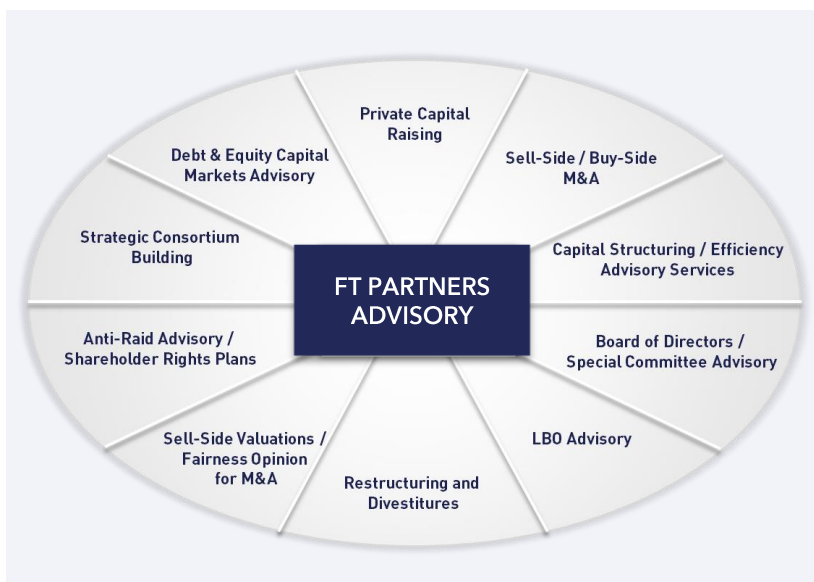 Private Capital
Raising
Debt & Equity Capital
Markets Advisory
Sell-Side / Buy-Side
M&A
Strategic Consortium
Building
Capital Structuring / Efficiency
Advisory Services
FT PARTNERS
ADVISORY
Anti-Raid Advisory /
Shareholder Rights Plans
Board of Directors /
Special Committee Advisory
Sell-Side Valuations /
Fairness Opinion
for M&A
LBO Advisory
Restructuring and
Divestitures